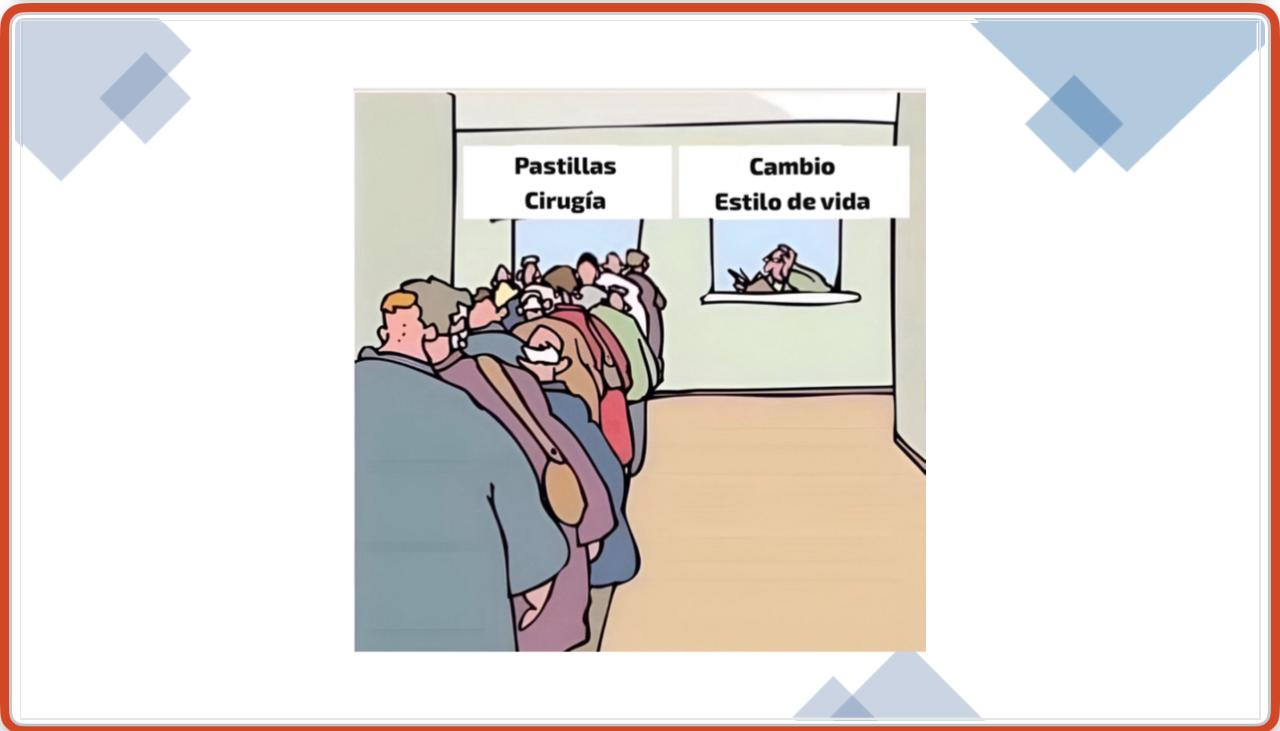 Pastillas
Cirugía
Cambio
Estilo de vida